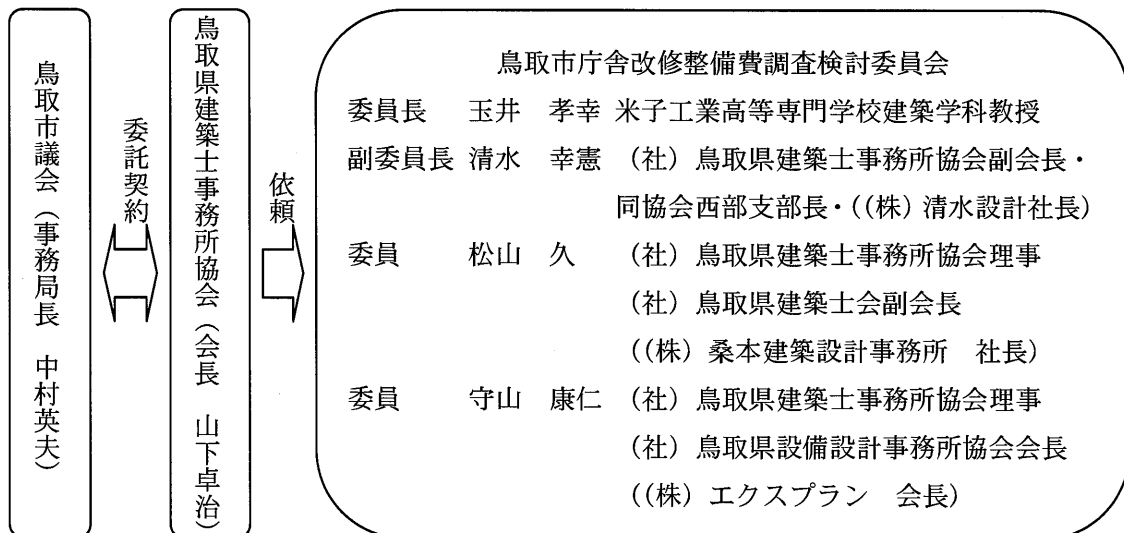 鳥取市議会（事務局長　中村英夫）
委託契約
鳥取県建築士事務所協会（会長　山下卓治）
依頼
鳥取市庁舎改修整備費調査検討委員会
委員長　玉井　孝幸 米子工業高等専門学校建築学科教授
副委員長 清水　幸憲 （社）鳥取県建築士事務所協会副会長・
同協会西部支部長・（（株）清水設計社長）
委員　松山　久　（社）鳥取県建築士事務所協会理事
（社）鳥取県建築士会副会長
（（株）桑本建築設計事務所　社長）
委員　守山　康仁 （社）鳥取県建築士事務所協会理事
（社）鳥取県設備設計事務所協会会長
（（株）エクスプラン　会長）